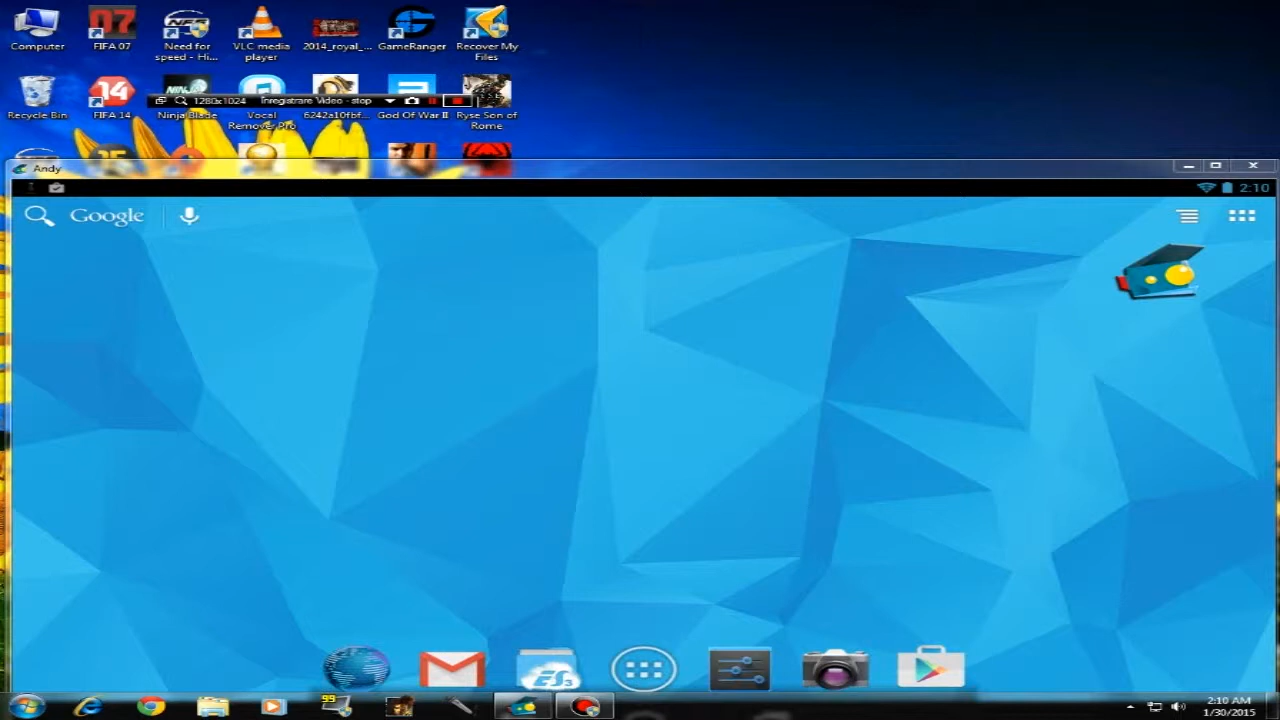 Computer
FIFA 07
Need for
speed - Hi...
VLC media
player
2014_royal_...
GameRanger
Recover My
Files
Recycle Bin
FIFA 14
Ninja Blade
Vocal
Remover Pro
6242a10fbf...
God Of War II
Ryse Son of
Rome
1280x1024 Înregistrare Video - stop
Andy
2:10
Google
99
2:10 AM
1/30/2015